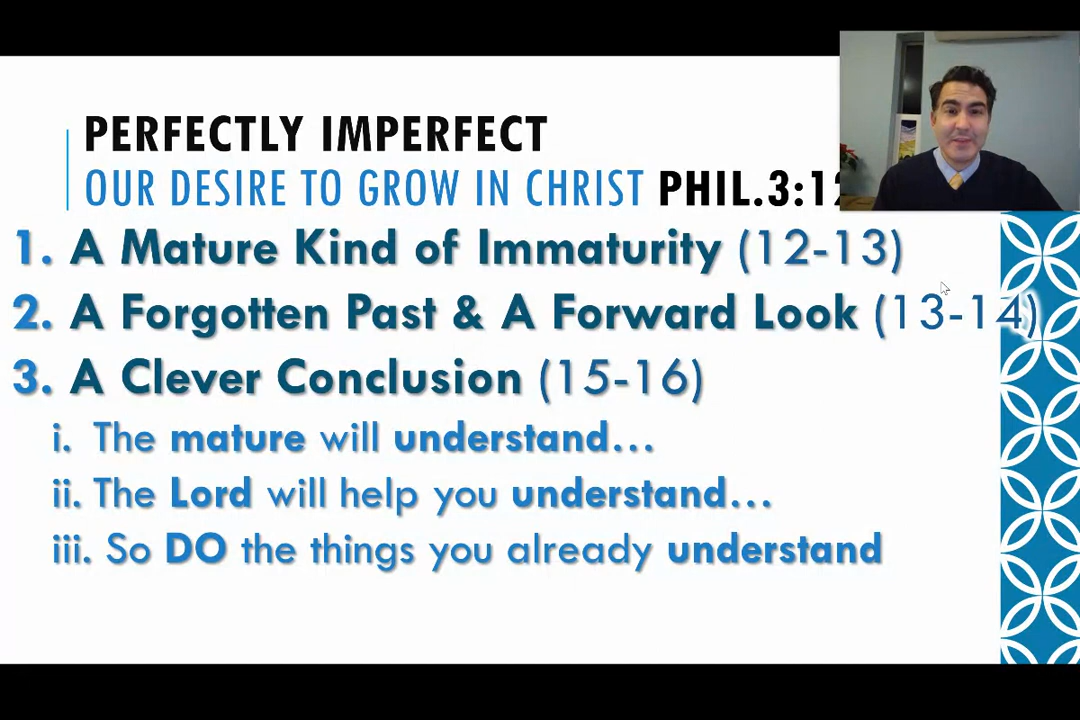 PERFECTLY IMPERFECT
OUR DESIRE TO GROW IN CHRIST PHIL.3:12
1. A Mature Kind of Immaturity (12-13)
2. A Forgotten Past & A Forward Look (13-14)
3. A Clever Conclusion (15-16)
i. The mature will understand...
ii. The Lord will help you understand...
iii. So DO the things you already understand